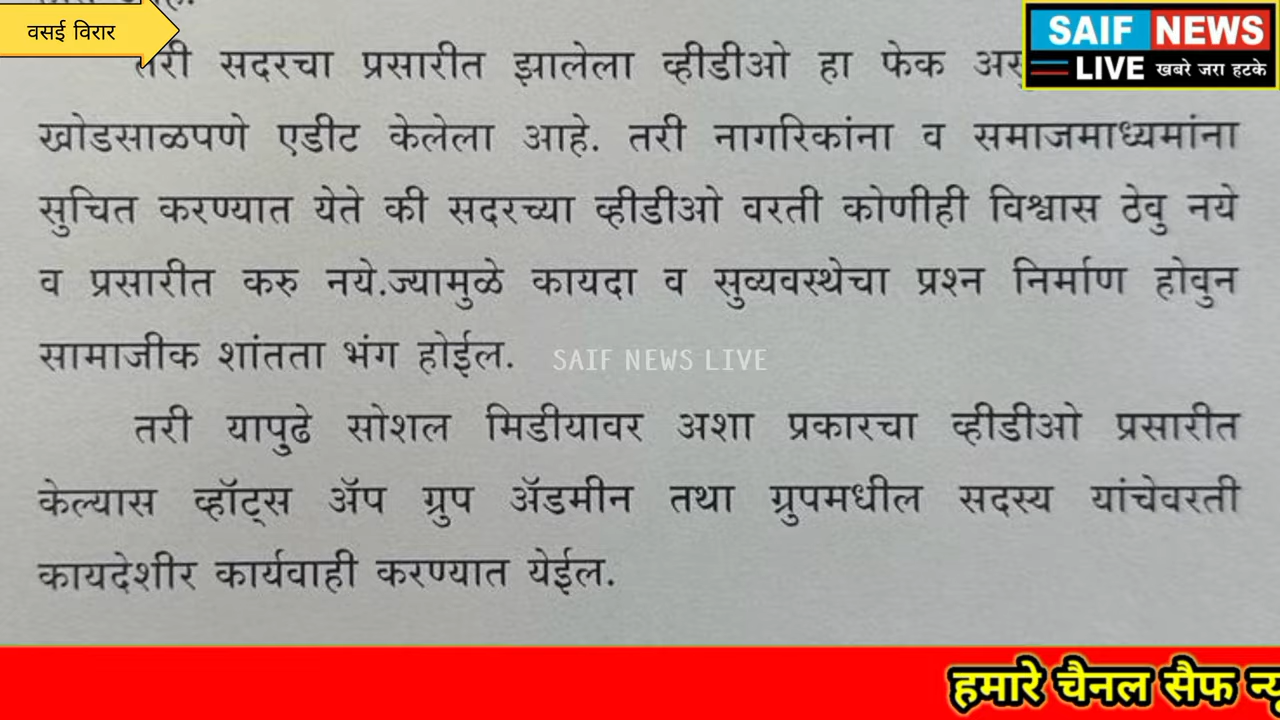 वसई विरार
SAIF NEWS
LIVE खबरे जरा हटके
तरी सदरचा प्रसारीत झालेला व्हीडीओ हा फेक
खोडसाळपणे एडीट केलेला आहे. तरी नागरिकांना व समाजमाध्यमांना
सुचित करण्यात येते की सदरच्या व्हीडीओ वरती कोणीही विश्वास ठेवु नये
व प्रसारीत करु नये.ज्यामुळे कायदा व सुव्यवस्थेचा प्रश्न निर्माण होवुन
सामाजीक शांतता भंग होईल.
SAIF NEWS LIVE
तरी यापुढे सोशल मिडीयावर अशा प्रकारचा व्हीडीओ प्रसारीत
केल्यास व्हॉट्स ॲप ग्रुप ॲडमीन तथा ग्रुपमधील सदस्य यांचेवरती
कायदेशीर कार्यवाही करण्यात येईल.
हमारे चैनल सैफ